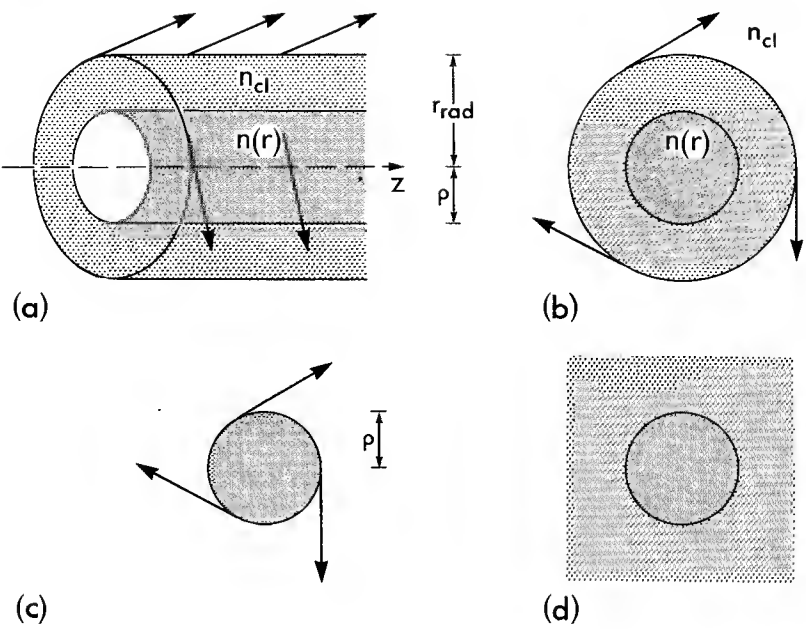 n_cl
n(r)
z
(a)
r_rad
ρ
n_cl
n(r)
(b)
ρ
(c)
(d)